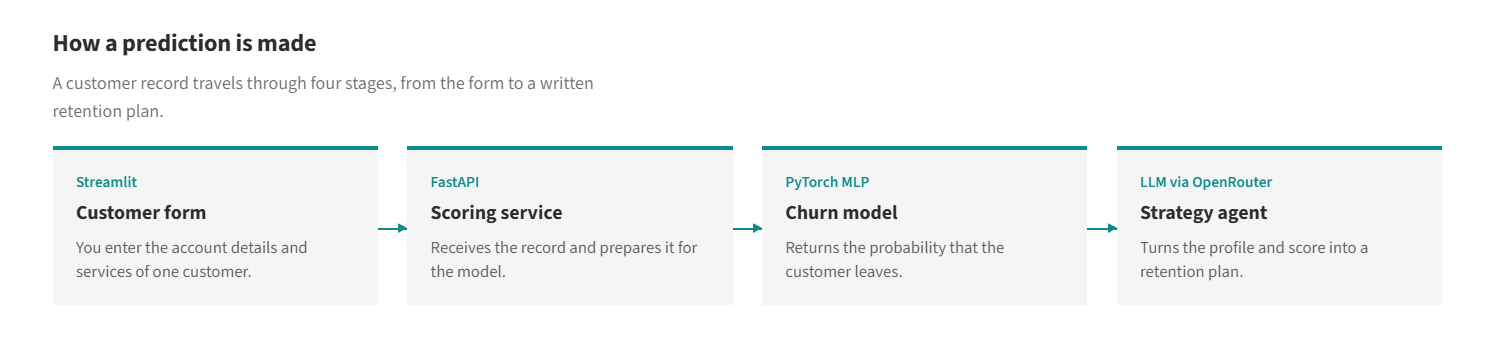 How a prediction is made
A customer record travels through four stages, from the form to a written
retention plan.
Streamlit
Customer form
You enter the account details and
services of one customer.
FastAPI
Scoring service
Receives the record and prepares it for
the model.
PyTorch MLP
Churn model
Returns the probability that the
customer leaves.
LLM via OpenRouter
Strategy agent
Turns the profile and score into a
retention plan.